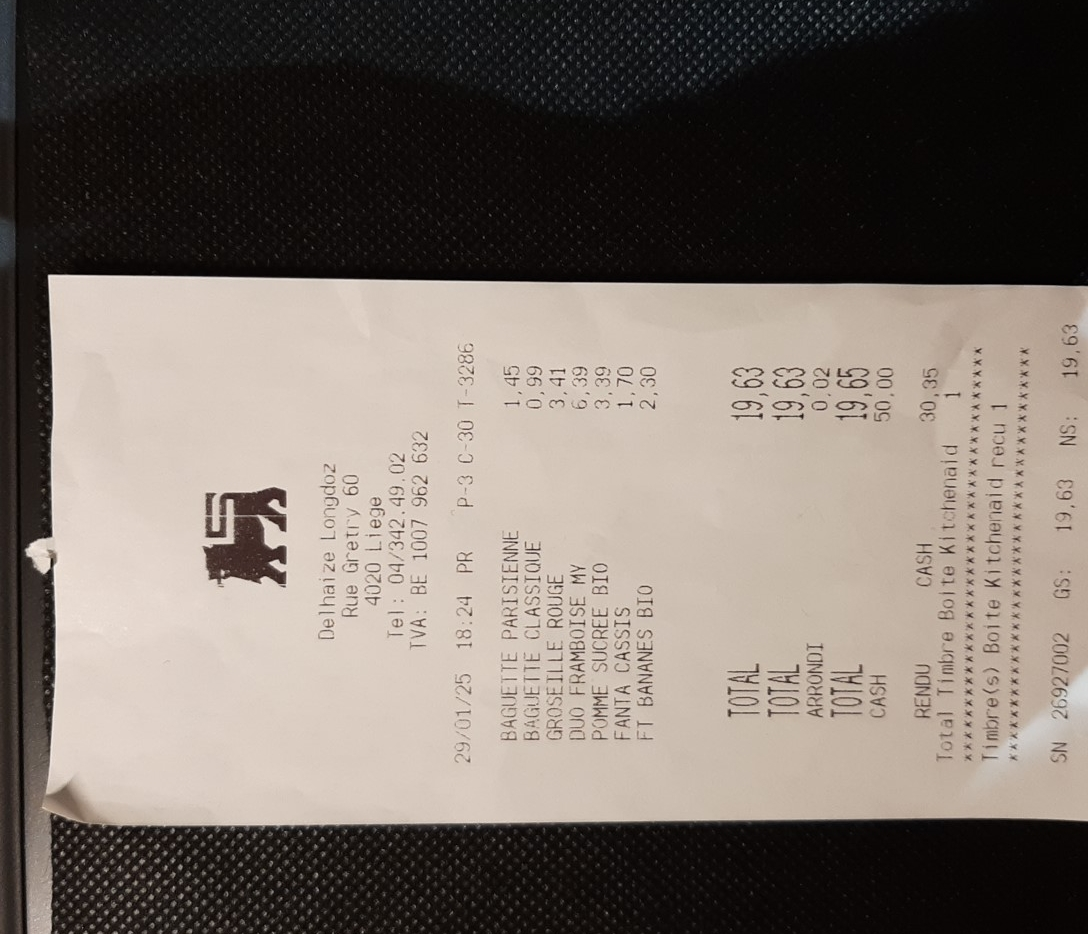 Delhaize Longdoz
Rue Gretry 60
4020 Liege
Tel: 04/342.49.02
TVA: BE 1007 962 632
29/01/25 18:24 PR P-3 C-30 T-3286
BAGUETTE PARISIENNE 1,45
BAGUETTE CLASSIQUE 0,99
GROSEILLE ROUGE 3,41
DUO FRAMBOISE MY 6,39
POMME SUCREE BIO 3,39
FANTA CASSIS 1,70
FT BANANES BIO 2,30
TOTAL 19,63
TOTAL 19,63
ARRONDI 0,02
TOTAL 19,65
CASH 50,00
RENDU CASH 30,35
Total Timbre Boite Kitchenaid 1
****************************************
Timbre(s) Boite Kitchenaid recu 1
****************************************
SN 26927002 GS: 19,63 NS: 19,63